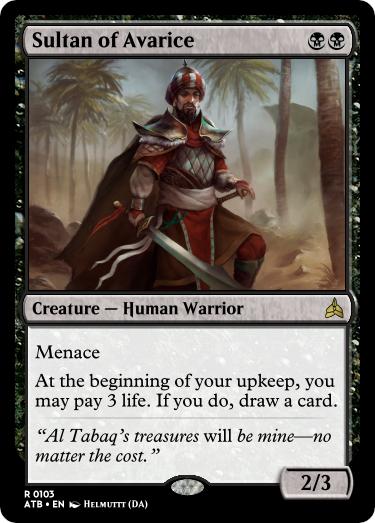 Sultan of Avarice
Creature — Human Warrior
Menace
At the beginning of your upkeep, you
may pay 3 life. If you do, draw a card.
“Al Tabaq’s treasures will be mine—no
matter the cost.”
2/3
R 0103
ATB • EN Helmuttt (DA)